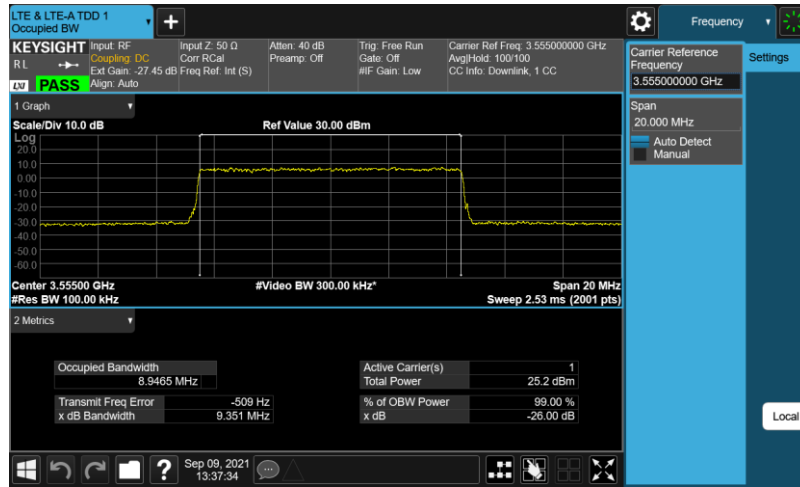 LTE & LTE-A TDD 1
Occupied BW
Frequency
KEYSIGHT
RL
LXI
PASS
Input: RF
Coupling: DC
Ext Gain: -27.45 dB
Align: Auto
Input Z: 50 Ω
Corr RCal
Freq Ref: Int (S)
Atten: 40 dB
Preamp: Off
Trig: Free Run
Gate: Off
#IF Gain: Low
Carrier Ref Freq: 3.555000000 GHz
Avg|Hold: 100/100
CC Info: Downlink, 1 CC
Carrier Reference
Frequency
3.555000000 GHz
Span
20.000 MHz
Auto Detect
Manual
Settings
Local
1 Graph
Scale/Div 10.0 dB
Ref Value 30.00 dBm
Log
20.0
10.0
0.00
-10.0
-20.0
-30.0
-40.0
-50.0
-60.0
Center 3.55500 GHz
#Video BW 300.00 kHz*
Span 20 MHz
#Res BW 100.00 kHz
Sweep 2.53 ms (2001 pts)
2 Metrics
Occupied Bandwidth
8.9465 MHz
Active Carrier(s) 1
Total Power 25.2 dBm
Transmit Freq Error -509 Hz
x dB Bandwidth 9.351 MHz
% of OBW Power 99.00 %
x dB -26.00 dB
?
Sep 09, 2021
13:37:34